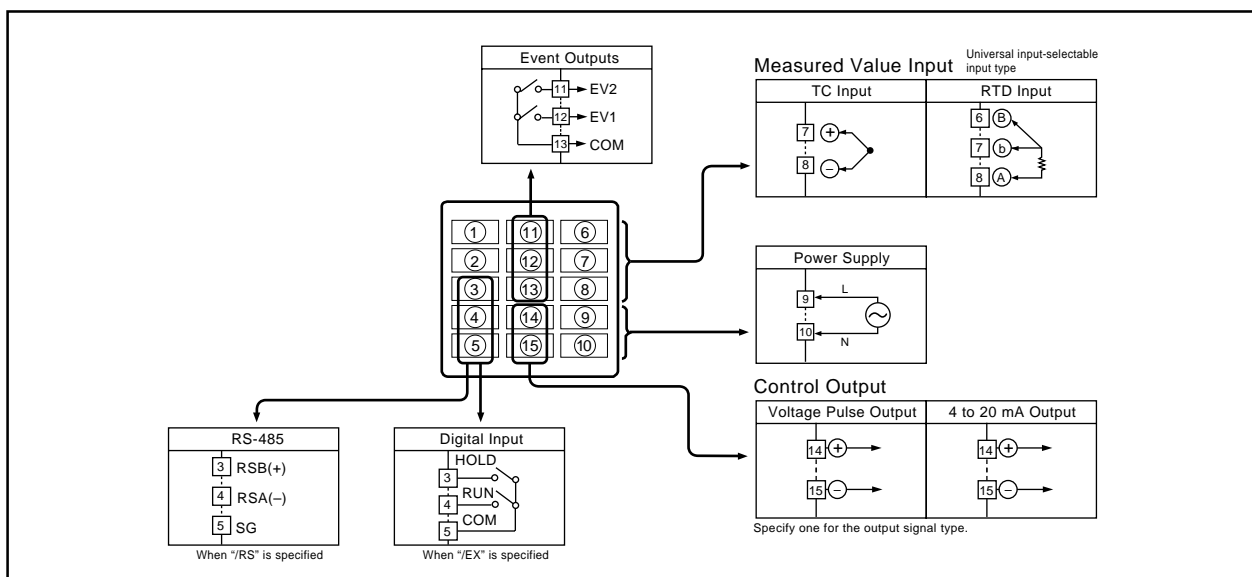 Event Outputs
11 EV2
12 EV1
13 COM
Measured Value Input
Universal input-selectable
input type
TC Input
7 +
8 −
RTD Input
6 B
7 b
8 A
1 11 6
2 12 7
3 13 8
4 14 9
5 15 10
Power Supply
9 L
10 N
Control Output
Voltage Pulse Output
14 +
15 −
4 to 20 mA Output
14 +
15 −
Specify one for the output signal type.
RS-485
3 RSB(+)
4 RSA(–)
5 SG
When “/RS” is specified
Digital Input
HOLD
3
RUN
4
COM
5
When “/EX” is specified